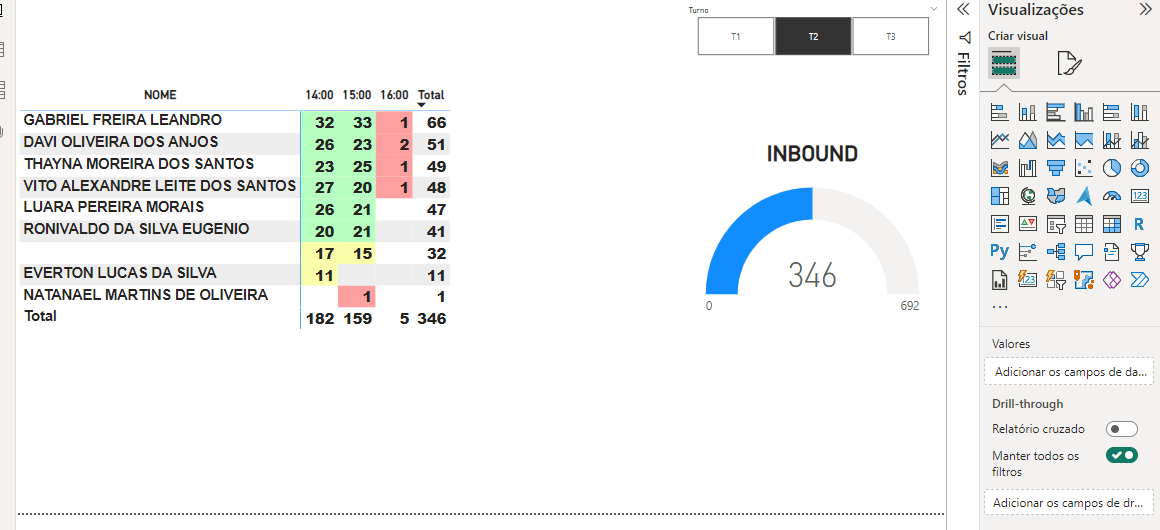 Turno
T1 T2 T3
NOME 14:00 15:00 16:00 Total
GABRIEL FREIRA LEANDRO 32 33 1 66
DAVI OLIVEIRA DOS ANJOS 26 23 2 51
THAYNA MOREIRA DOS SANTOS 23 25 1 49
VITO ALEXANDRE LEITE DOS SANTOS 27 20 1 48
LUARA PEREIRA MORAIS 26 21 47
RONIVALDO DA SILVA EUGENIO 20 21 41
17 15 32
EVERTON LUCAS DA SILVA 11 11
NATANAEL MARTINS DE OLIVEIRA 1 1
Total 182 159 5 346
INBOUND
346
0 692
Filtros
Visualizações
Criar visual
123
R
Py
123
...
Valores
Adicionar os campos de da...
Drill-through
Relatório cruzado
Manter todos os
filtros
Adicionar os campos de dr...